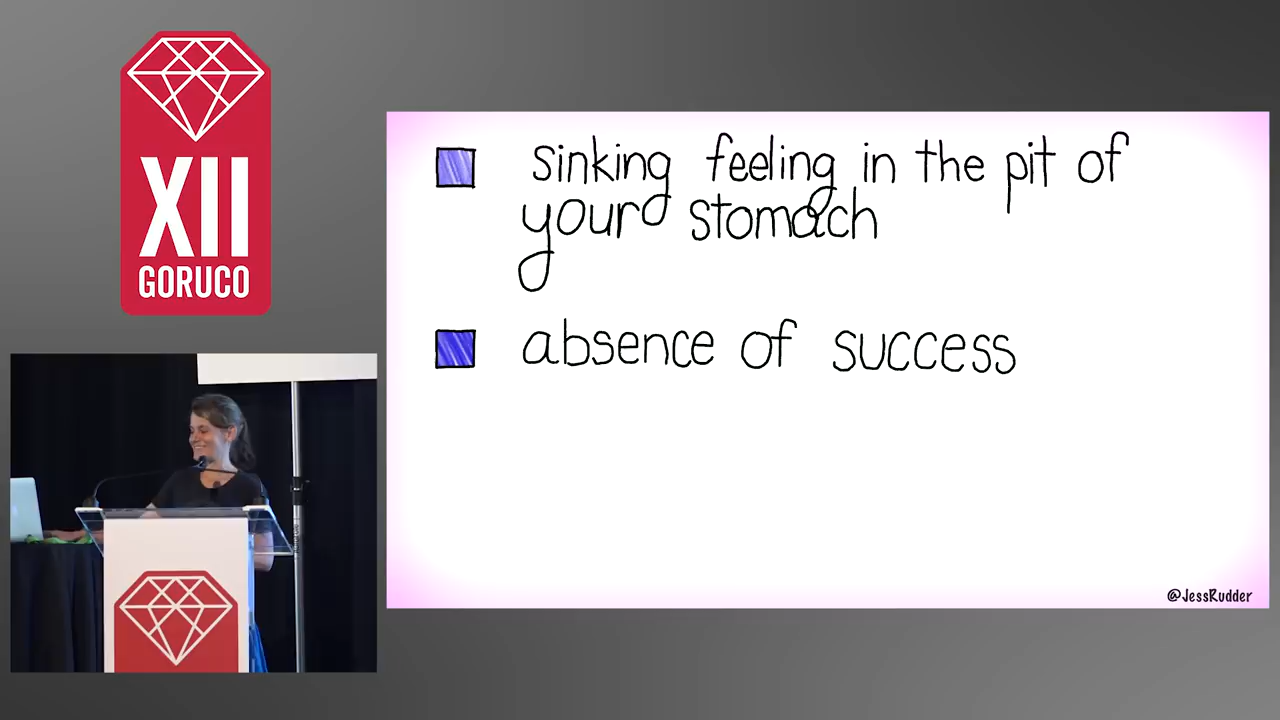 XII
GORUCO
sinking feeling in the pit of
your stomach
absence of success
@JessRudder